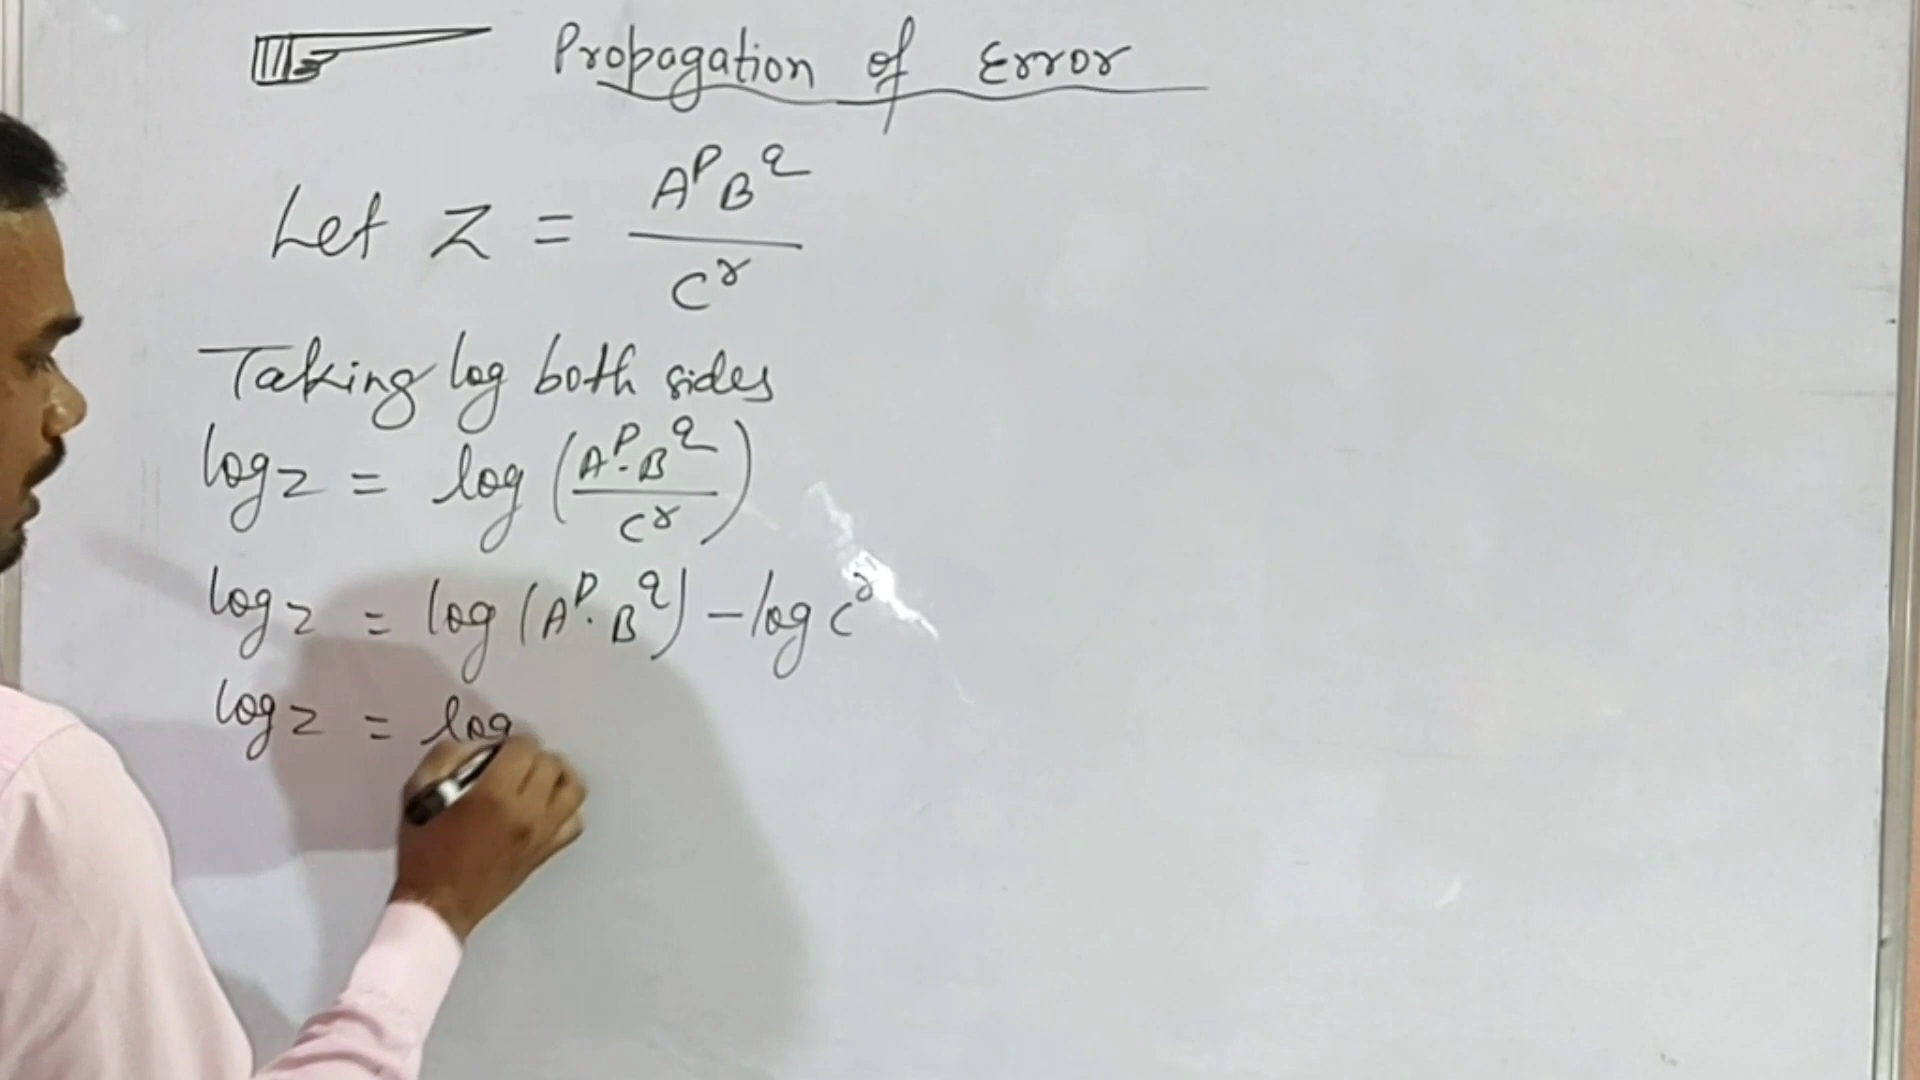 Propagation of Error
Let Z = A^p B^q / C^r
Taking log both sides
log z = log (A^p . B^q / C^r)
log z = log (A^p . B^q) - log C^r
log z = log